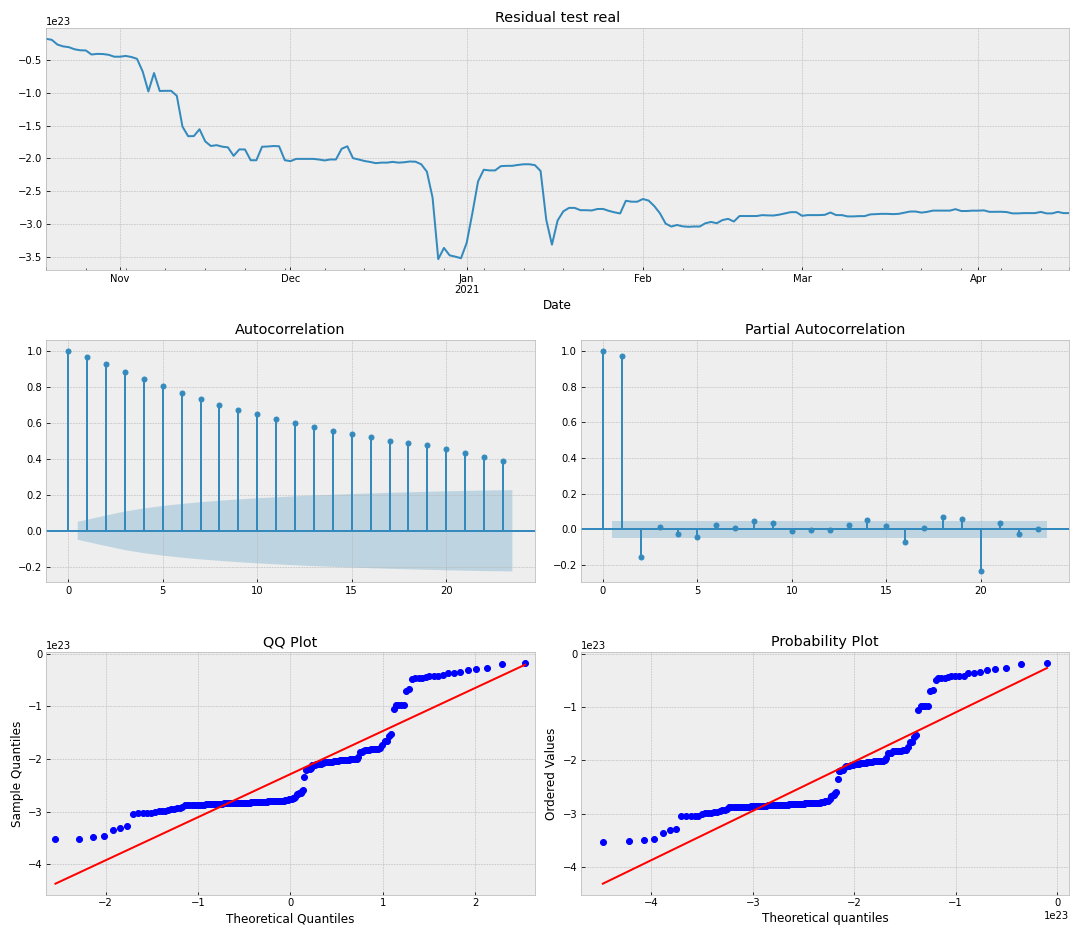 Residual test real
1e23
−0.5
−1.0
−1.5
−2.0
−2.5
−3.0
−3.5
Nov Dec Jan Feb Mar Apr
2021
Date
Autocorrelation
1.0
0.8
0.6
0.4
0.2
0.0
−0.2
0 5 10 15 20
Partial Autocorrelation
1.0
0.8
0.6
0.4
0.2
0.0
−0.2
0 5 10 15 20
QQ Plot
1e23
0
−1
−2
−3
−4
Sample Quantiles
−2 −1 0 1 2
Theoretical Quantiles
Probability Plot
1e23
0
−1
−2
−3
−4
Ordered Values
−4 −3 −2 −1 0
Theoretical quantiles
1e23